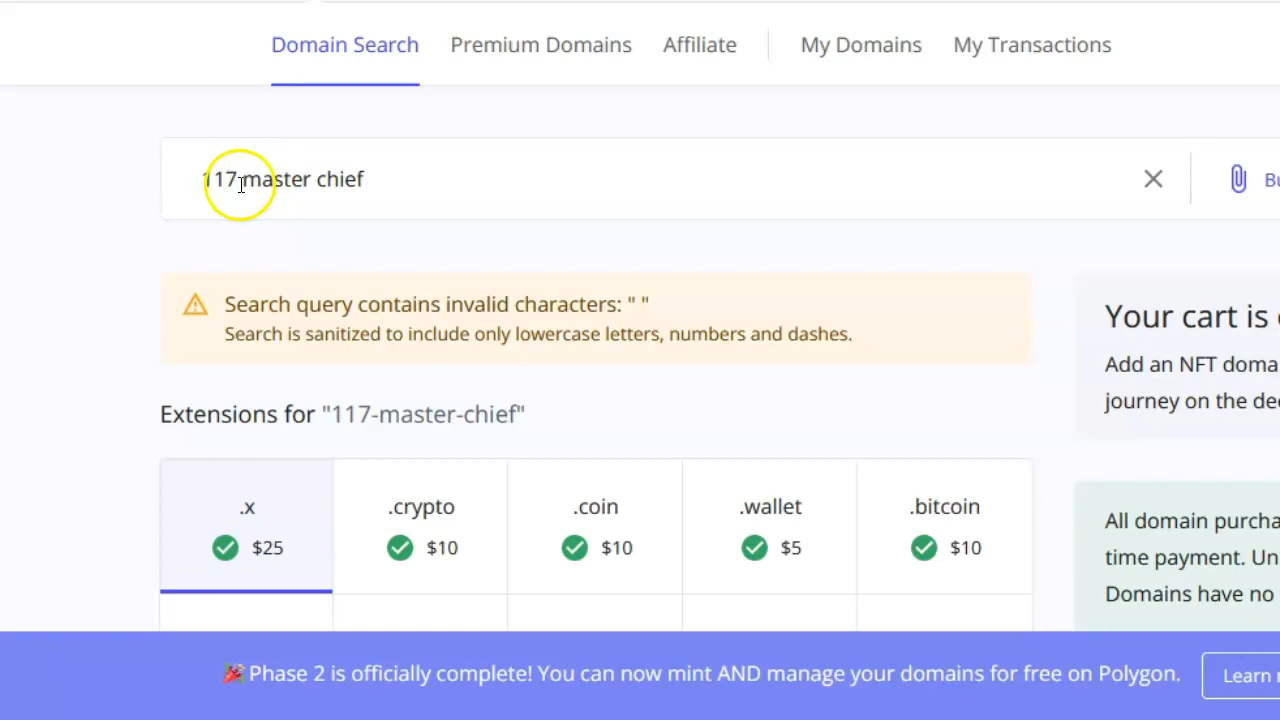 Domain Search Premium Domains Affiliate My Domains My Transactions
117-master chief
Search query contains invalid characters: " "
Search is sanitized to include only lowercase letters, numbers and dashes.
Your cart is
Add an NFT
journey on the
Extensions for "117-master-chief"
.x .crypto .coin .wallet .bitcoin
$25 $10 $10 $5 $10
All domain
time payment.
Domains have no
🎉 Phase 2 is officially complete! You can now mint AND manage your domains for free on Polygon.
Learn